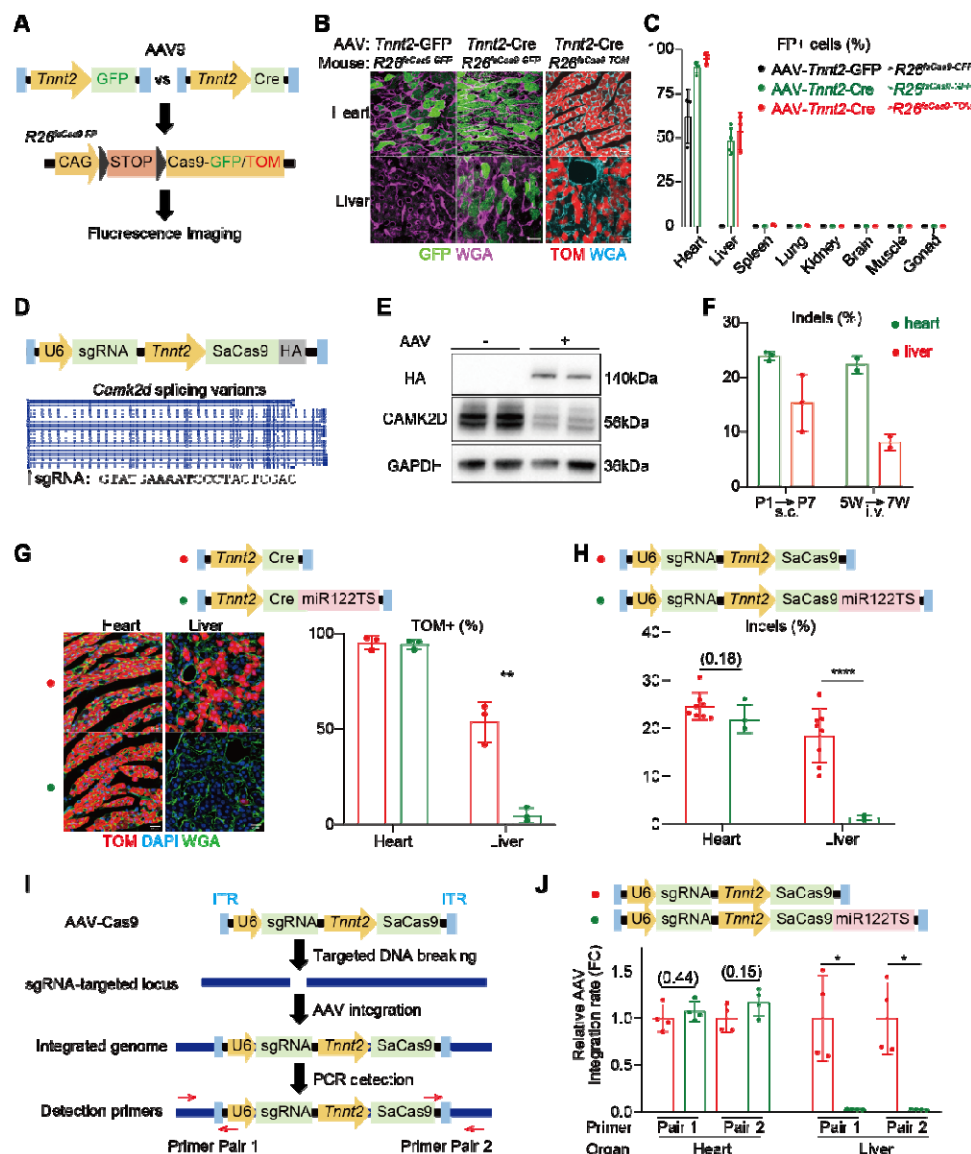 A
AAV9
Tnnt2 GFP vs Tnnt2 Cre
CAG STOP Cas9-GFP/TOM
Fluorescence Imaging
B
AAV: Tnnt2-GFP Tnnt2-Cre Tnnt2-Cre
Mouse:
Liver
GFP WGA TOM WGA
C
FP+ cells (%)
AAV-Tnnt2-GFP
AAV-Tnnt2-Cre
AAV-Tnnt2-Cre
100
75
50
25
0
Heart
Liver
Spleen
Lung
Kidney
Brain
Muscle
Gonad
D
U6 sgRNA Tnnt2 SaCas9 HA
Camk2d splicing variants
sgRNA:
E
AAV - +
HA 140kDa
CAMK2D 56kDa
GAPDH 36kDa
F
Indels (%)
heart
liver
30
20
10
0
P1 P7 5W 7W
s.c. i.v.
G
Tnnt2 Cre
Tnnt2 Cre miR122TS
Heart Liver
TOM DAPI WGA
TOM+ (%)
100
50
0
**
Heart Liver
H
U6 sgRNA Tnnt2 SaCas9
U6 sgRNA Tnnt2 SaCas9 miR122TS
Indels (%)
(0.18)
****
Heart Liver
I
ITR ITR
AAV-Cas9 U6 sgRNA Tnnt2 SaCas9
Targeted DNA breaking
sgRNA-targeted locus
AAV integration
Integrated genome U6 sgRNA Tnnt2 SaCas9
PCR detection
Detection primers U6 sgRNA Tnnt2 SaCas9
Primer Pair 1 Primer Pair 2
J
U6 sgRNA Tnnt2 SaCas9
U6 sgRNA Tnnt2 SaCas9 miR122TS
Relative AAV
Integration rate (FC)
1.5
1.0
0.5
0.0
(0.44) (0.15) * *
Primer Pair 1 Pair 2 Pair 1 Pair 2
Organ Heart Liver